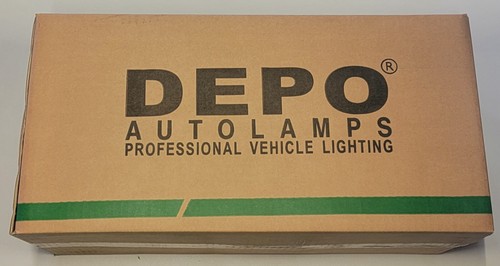 DEPO®
AUTOLAMPS
PROFESSIONAL VEHICLE LIGHTING